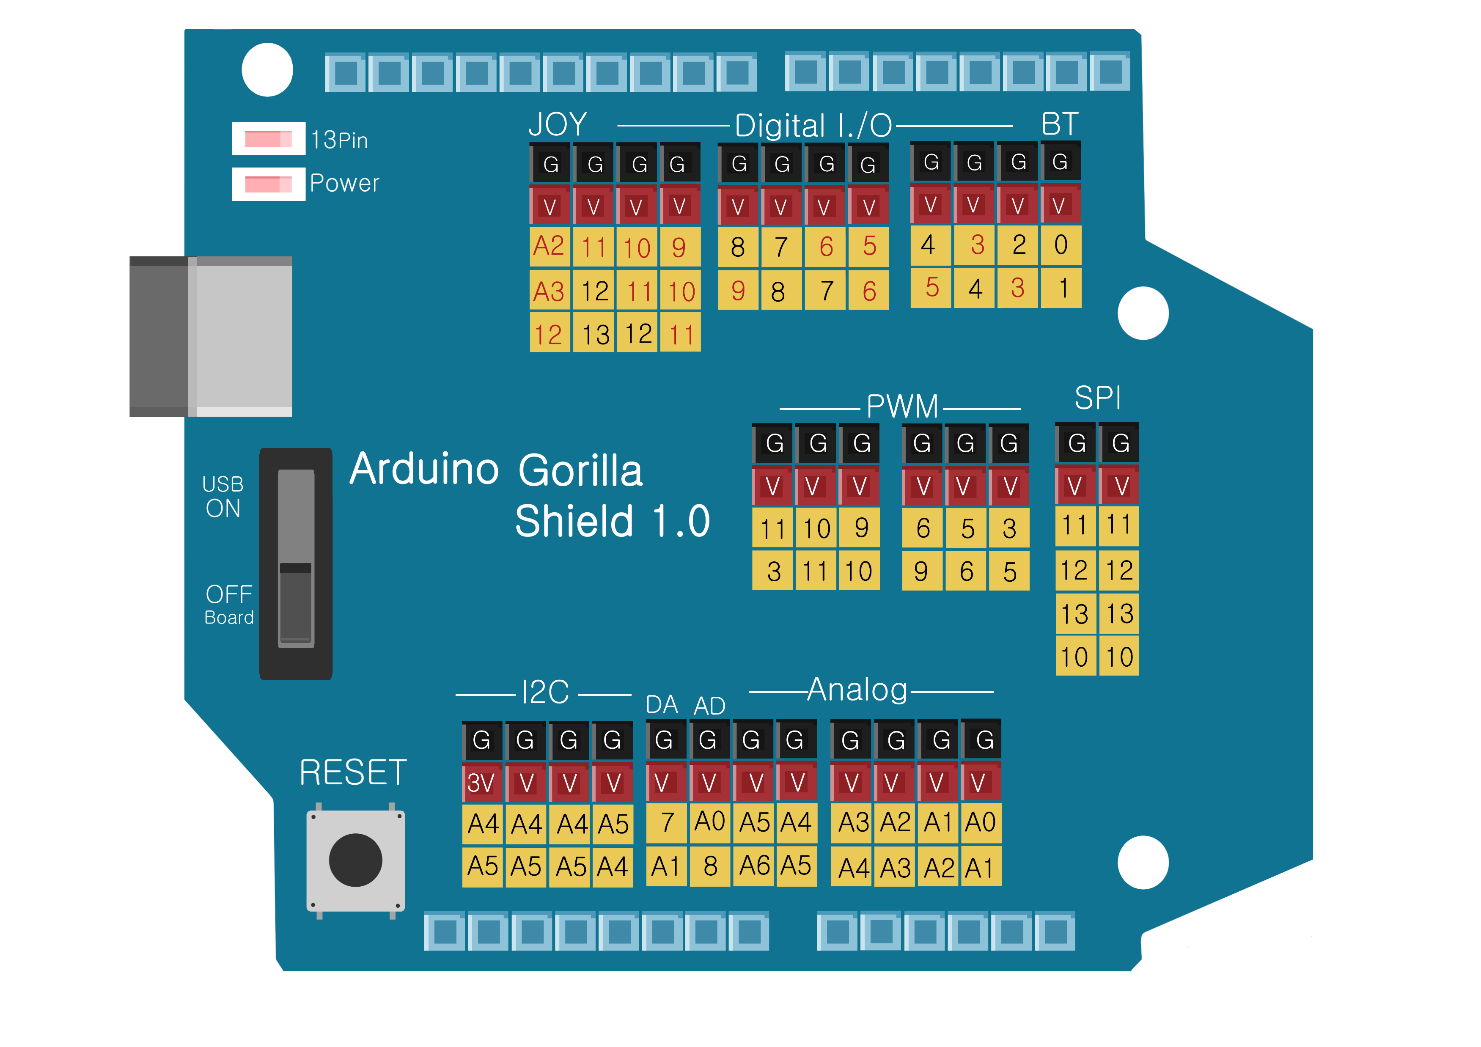 JOY Digital I./O BT
13Pin
Power
G G G G G G G G G G G G
V V V V V V V V V V V V
A2 11 10 9 8 7 6 5 4 3 2 0
A3 12 11 10 9 8 7 6 5 4 3 1
12 13 12 11
PWM SPI
G G G G G G G G
V V V V V V V V
11 10 9 6 5 3 11 11
3 11 10 9 6 5 12 12
13 13
10 10
Arduino Gorilla
Shield 1.0
USB
ON
OFF
Board
I2C DA AD Analog
G G G G G G G G G G G G
3V V V V V V V V V V V V
A4 A4 A4 A5 7 A0 A5 A4 A3 A2 A1 A0
A5 A5 A5 A4 A1 8 A6 A5 A4 A3 A2 A1
RESET